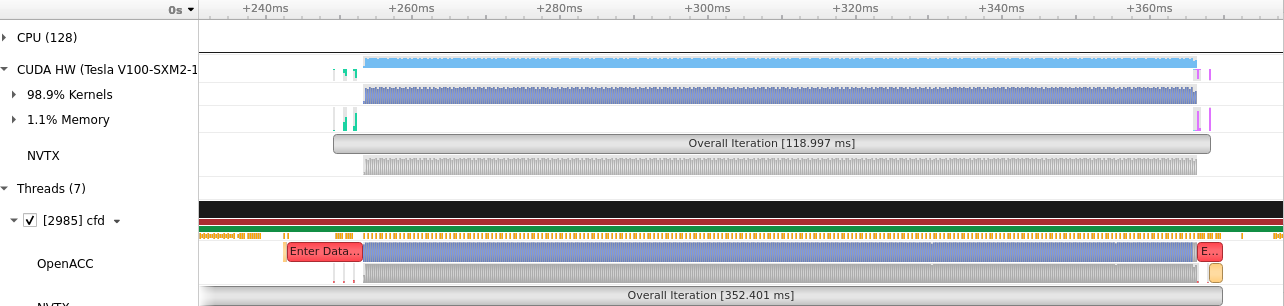 0s +240ms +260ms +280ms +300ms +320ms +340ms +360ms
CPU (128)
CUDA HW (Tesla V100-SXM2-1
98.9% Kernels
1.1% Memory
Overall Iteration [118.997 ms]
NVTX
Threads (7)
[2985] cfd
Enter Data... E...
OpenACC
Overall Iteration [352.401 ms]
NVTX